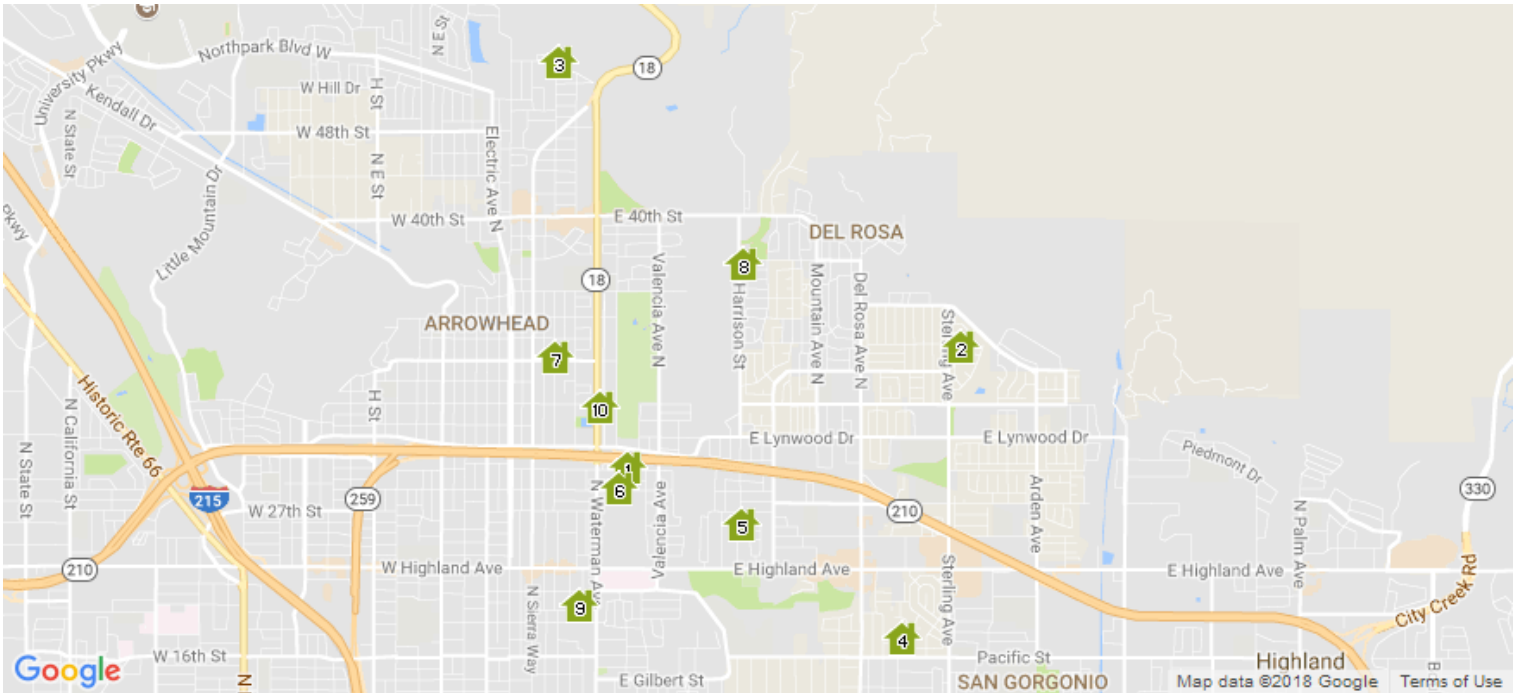 N E St
Northpark Blvd W
3
18
University Pkwy
W Hill Dr
H St
Kendall Dr
N State St
W 48th St
Electric Ave N
N E St
Little Mountain Dr
Pkwy
W 40th St
E 40th St
DEL ROSA
8
18
Valencia Ave N
Harrison St
Mountain Ave N
Del Rosa Ave N
Sterling Ave
2
ARROWHEAD
7
Historic Rte 66
N California St
H St
10
E Lynwood Dr
E Lynwood Dr
Piedmont Dr
N State St
1
6
215
259
W 27th St
N Waterman Ave
Valencia Ave
5
210
Arden Ave
330
N Palm Ave
210
W Highland Ave
E Highland Ave
E Highland Ave
Sterling Ave
City Creek Rd
N Sierra Way
9
4
W 16th St
Pacific St
Highland
Google
N
E Gilbert St
SAN GORGONIO
B
Map data ©2018 Google
Terms of Use